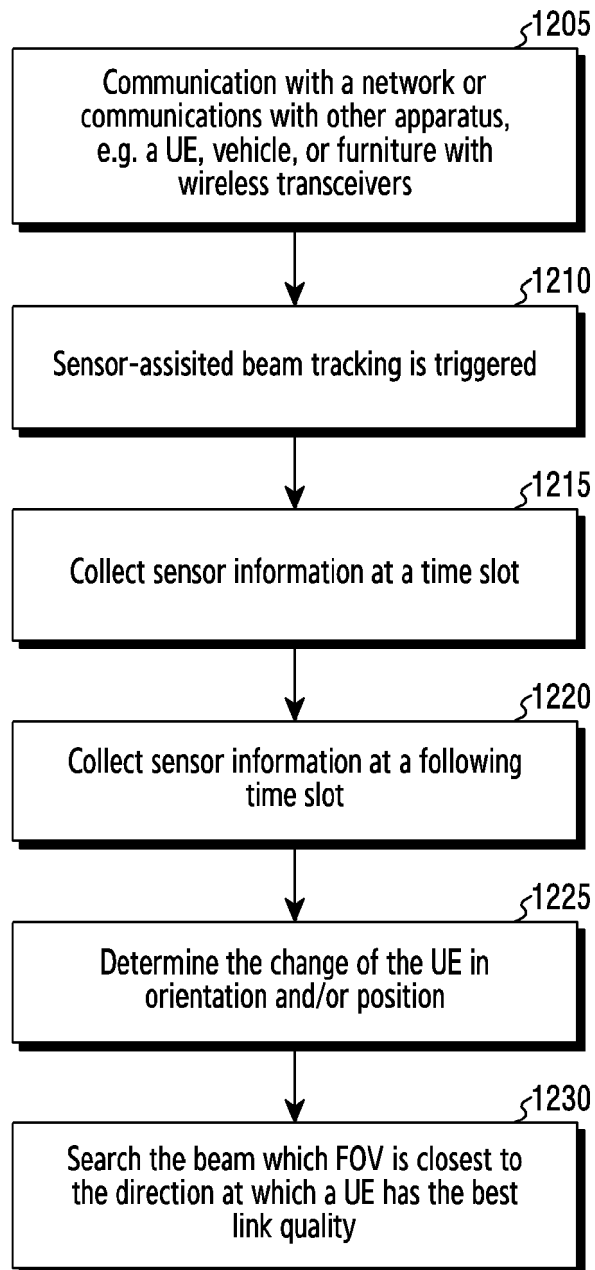 1205
Communication with a network or
communications with other apparatus,
e.g. a UE, vehicle, or furniture with
wireless transceivers
1210
Sensor-assisited beam tracking is triggered
1215
Collect sensor information at a time slot
1220
Collect sensor information at a following
time slot
1225
Determine the change of the UE in
orientation and/or position
1230
Search the beam which FOV is closest to
the direction at which a UE has the best
link quality